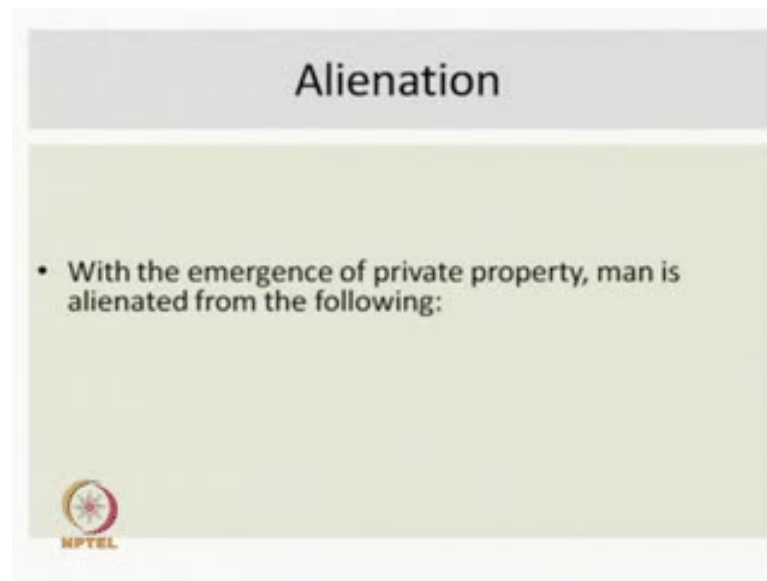 Alienation
• With the emergence of private property, man is
alienated from the following:
NPTEL